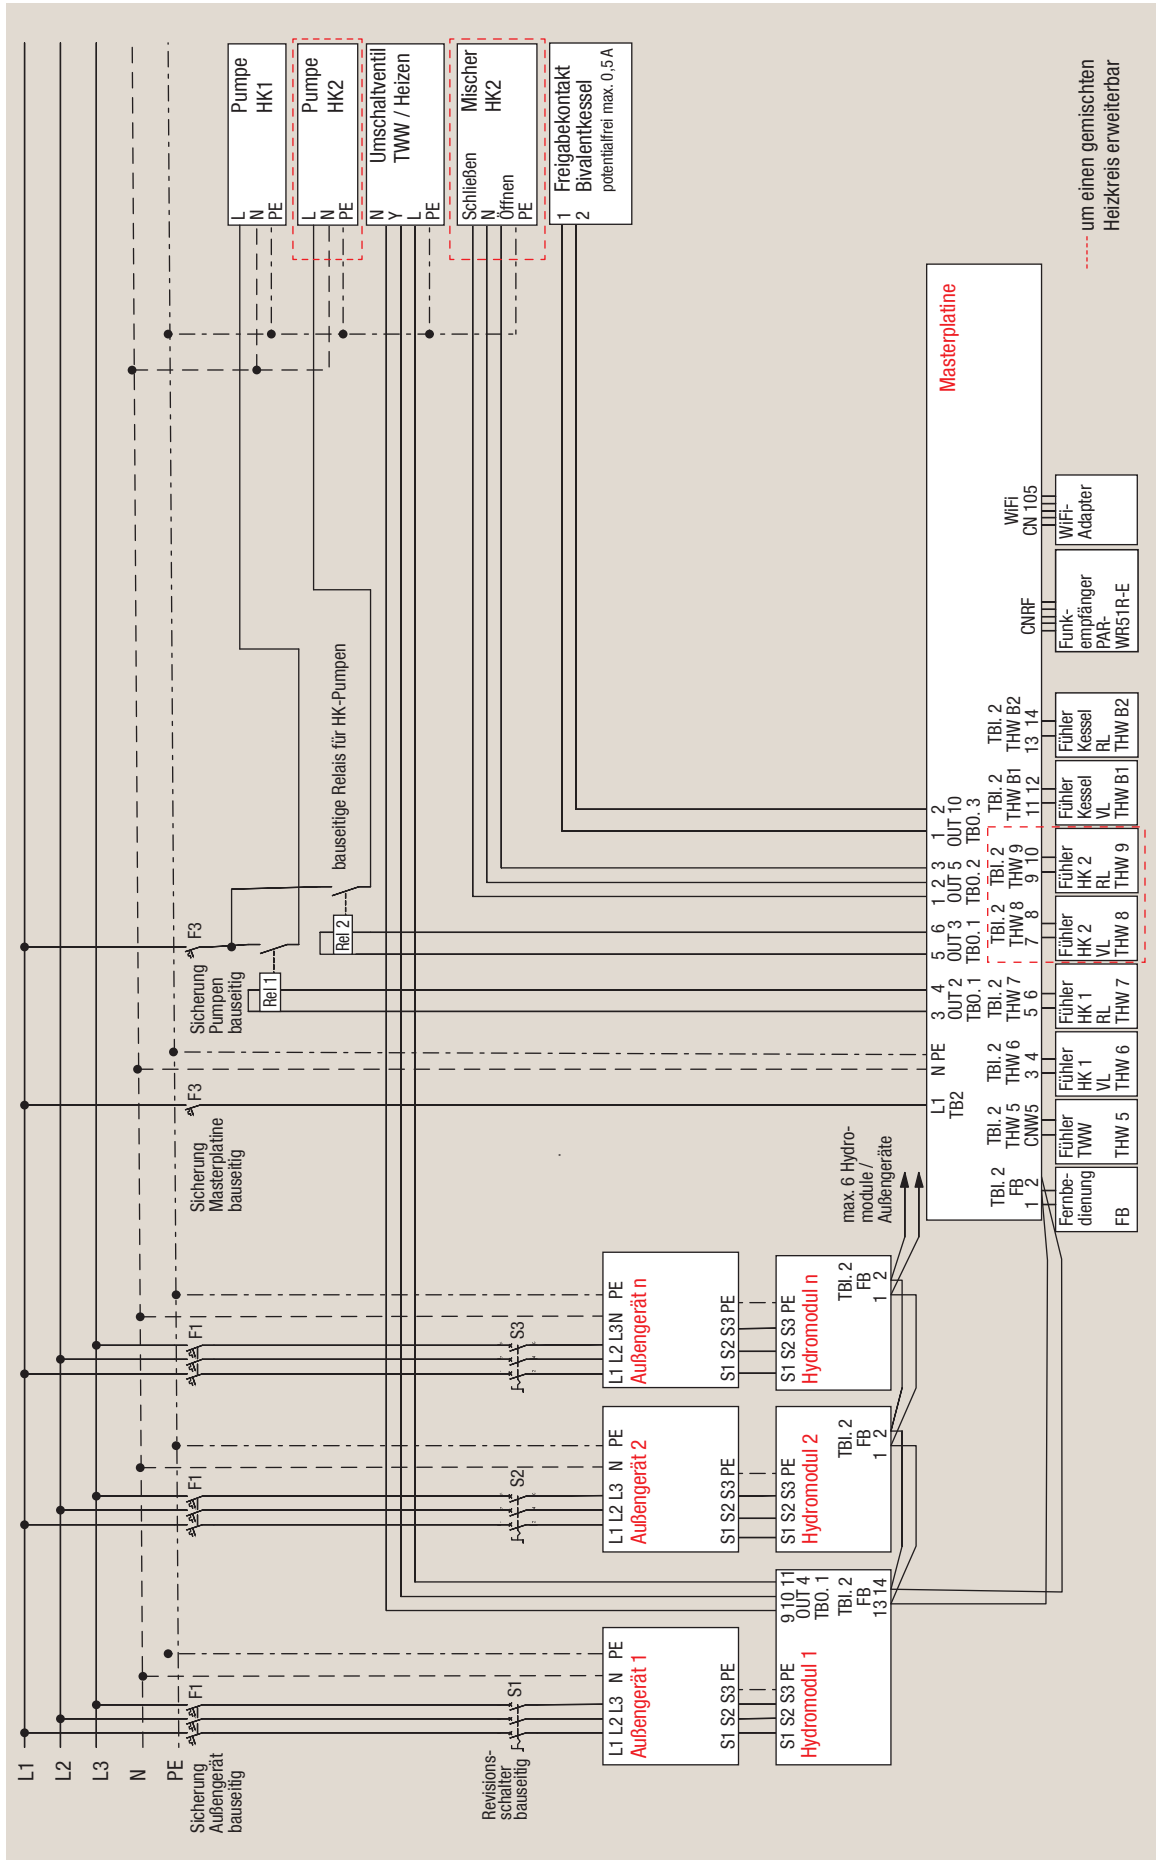 L1
L2
L3
N
PE
Sicherung
Außengerät
bauseitig
F1
F1
F1
Sicherung
Masterplatine
bauseitig
F3
Sicherung
Pumpen
bauseitig
F3
Revisions-
schalter
bauseitig
S1
S2
S3
Rel 1
Rel 2
bauseitige Relais für HK-Pumpen
L
N
PE
Pumpe
HK1
L
N
PE
Pumpe
HK2
N
Y
L
PE
Umschaltventil
TWW / Heizen
Schließen
N
Öffnen
PE
Mischer
HK2
1
2
Freigabekontakt
Bivalentkessel
potentialfrei max. 0,5 A
L1 L2 L3 N PE
Außengerät 1
S1 S2 S3 PE
L1 L2 L3 N PE
Außengerät 2
S1 S2 S3 PE
L1 L2 L3N PE
Außengerät n
S1 S2 S3 PE
S1 S2 S3 PE
Hydromodul 1
9 10 11
OUT 4
TBO. 1
TBI. 2
FB
13 14
S1 S2 S3 PE
Hydromodul 2
TBI. 2
FB
1 2
S1 S2 S3 PE
Hydromodul n
TBI. 2
FB
1 2
max. 6 Hydro-
module /
Außengeräte
L1
TB2
N PE
3 4
OUT 2
TBO. 1
5 6
OUT 3
TBO. 1
1 2 3
OUT 5
TBO. 2
1 2
OUT 10
TBO. 3
Masterplatine
TBI. 2
FB
1 2
TBI. 2
THW 5
CNW5
TBI. 2
THW 6
3 4
TBI. 2
THW 7
5 6
TBI. 2
THW 8
7 8
TBI. 2
THW 9
9 10
TBI. 2
THW B1
11 12
TBI. 2
THW B2
13 14
CNRF
WiFi
CN 105
Fernbe-
dienung
FB
Fühler
TWW
THW 5
Fühler
HK 1
VL
THW 6
Fühler
HK 1
RL
THW 7
Fühler
HK 2
VL
THW 8
Fühler
HK 2
RL
THW 9
Fühler
Kessel
VL
THW B1
Fühler
Kessel
RL
THW B2
Funk-
empfänger
PAR-
WR51R-E
WiFi-
Adapter
um einen gemischten
Heizkreis erweiterbar